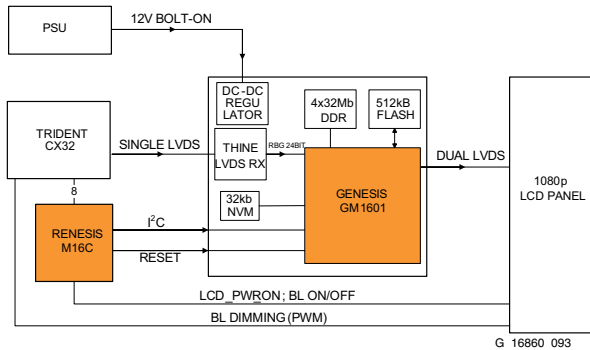 PSU
12V BOLT-ON
DC-DC
REGU
LATOR
4x32Mb
DDR
512kB
FLASH
TRIDENT
CX32
SINGLE LVDS
THINE
LVDS RX
RBG 24BIT
GENESIS
GM1601
DUAL LVDS
1080p
LCD PANEL
8
32kb
NVM
RENESIS
M16C
I²C
RESET
LCD_PWRON; BL ON/OFF
BL DIMMING (PWM)
G_16860_093